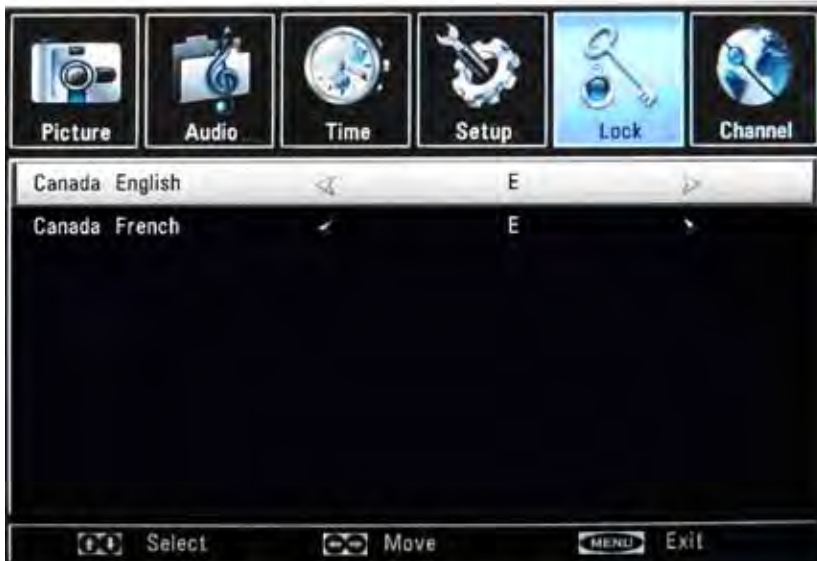 Picture Audio Time Setup Lock Channel
Canada English E
Canada French E
Select Move MENU Exit